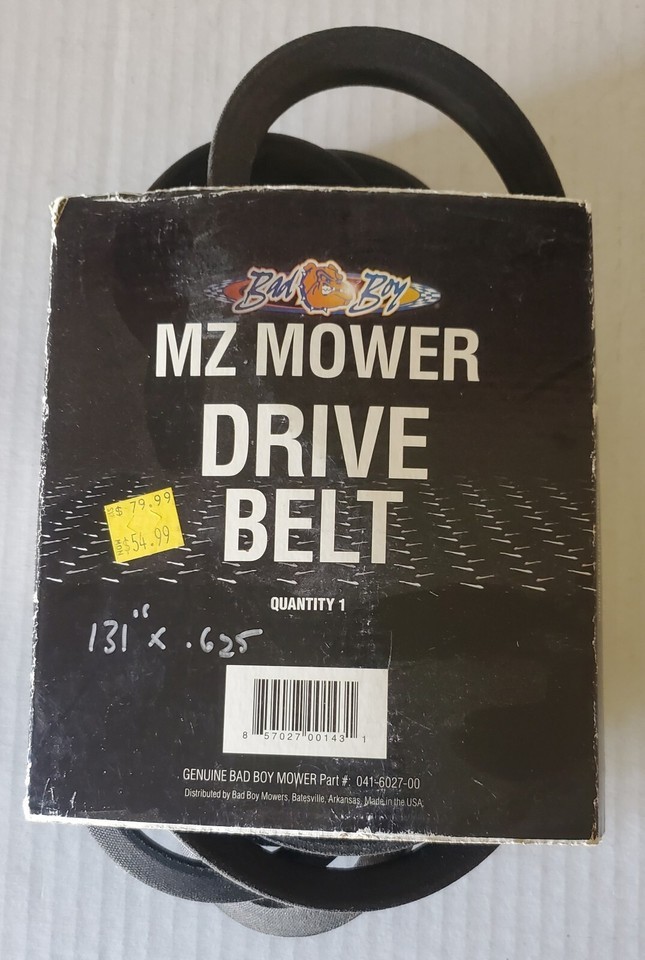 Bad Boy
MZ MOWER
DRIVE
BELT
$ 79.99
54.99
QUANTITY 1
131" x .625
8 57027 00143 1
GENUINE BAD BOY MOWER Part #: 041-6027-00
Distributed by Bad Boy Mowers, Batesville, Arkansas, Made in the USA.